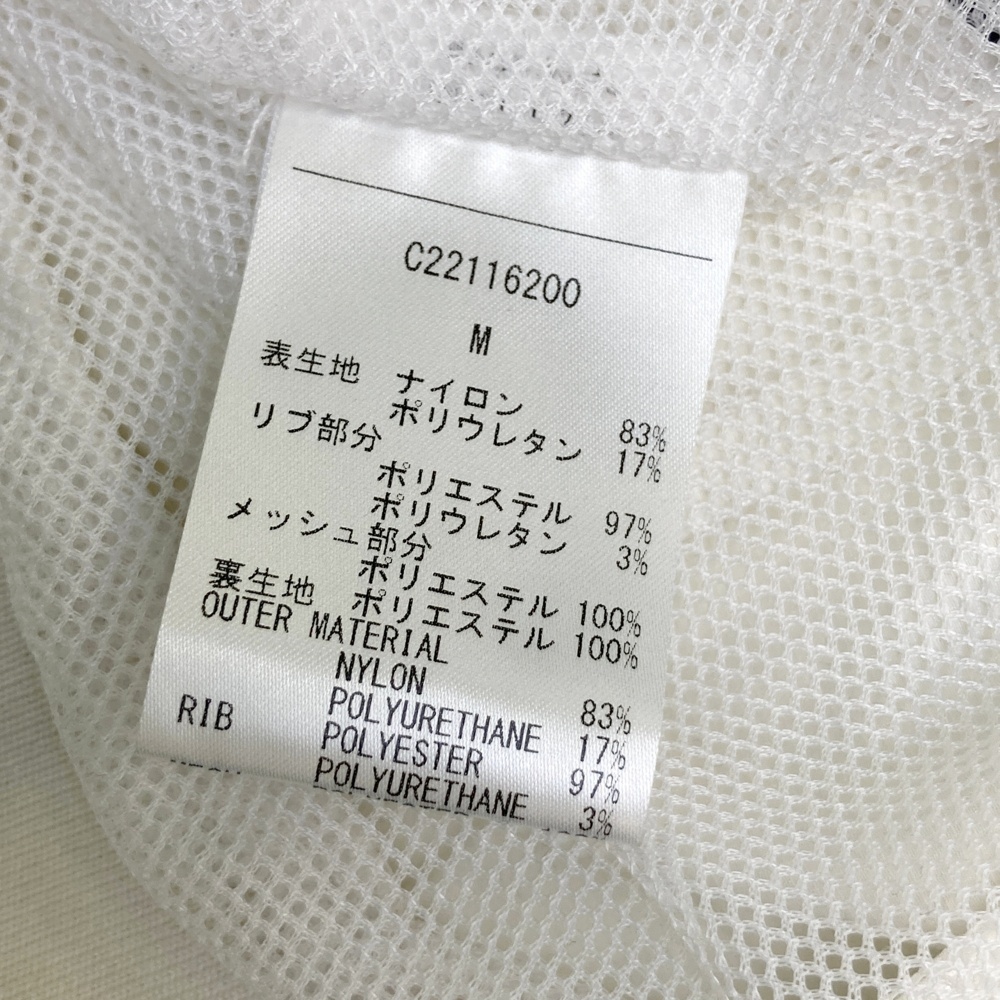 C22116200
M
表生地 ナイロン 83%
ポリウレタン 17%
リブ部分
ポリエステル 97%
ポリウレタン 3%
メッシュ部分
ポリエステル 100%
裏生地 ポリエステル 100%
OUTER MATERIAL
NYLON 83%
POLYURETHANE 17%
RIB POLYESTER 97%
POLYURETHANE 3%